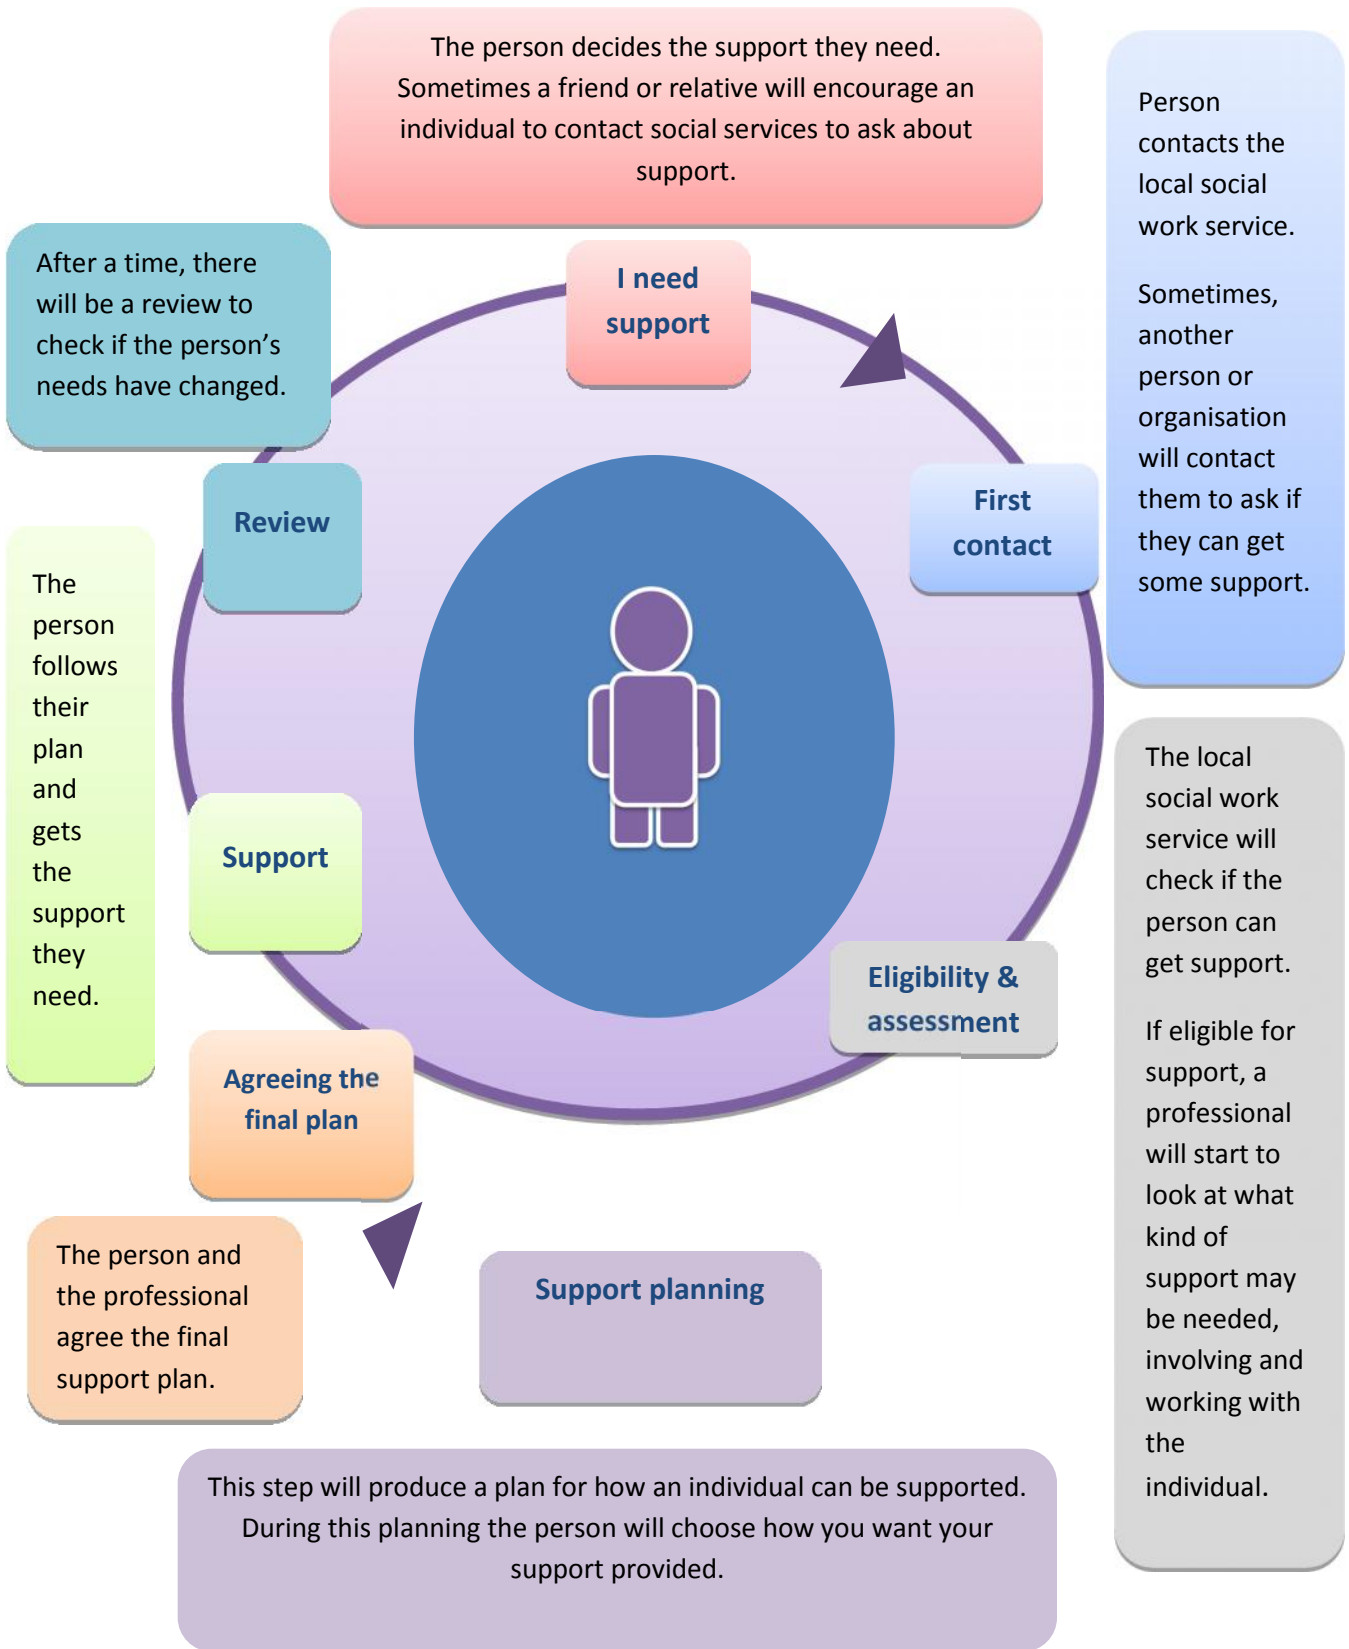 The person decides the support they need.
Sometimes a friend or relative will encourage an
individual to contact social services to ask about
support.
I need
support
Person
contacts the
local social
work service.
Sometimes,
another
person or
organisation
will contact
them to ask if
they can get
some support.
First
contact
The local
social work
service will
check if the
person can
get support.
If eligible for
support, a
professional
will start to
look at what
kind of
support may
be needed,
involving and
working with
the
individual.
Eligibility &
assessment
Support planning
This step will produce a plan for how an individual can be supported.
During this planning the person will choose how you want your
support provided.
Agreeing the
final plan
The person and
the professional
agree the final
support plan.
Support
The
person
follows
their
plan
and
gets
the
support
they
need.
Review
After a time, there
will be a review to
check if the person’s
needs have changed.